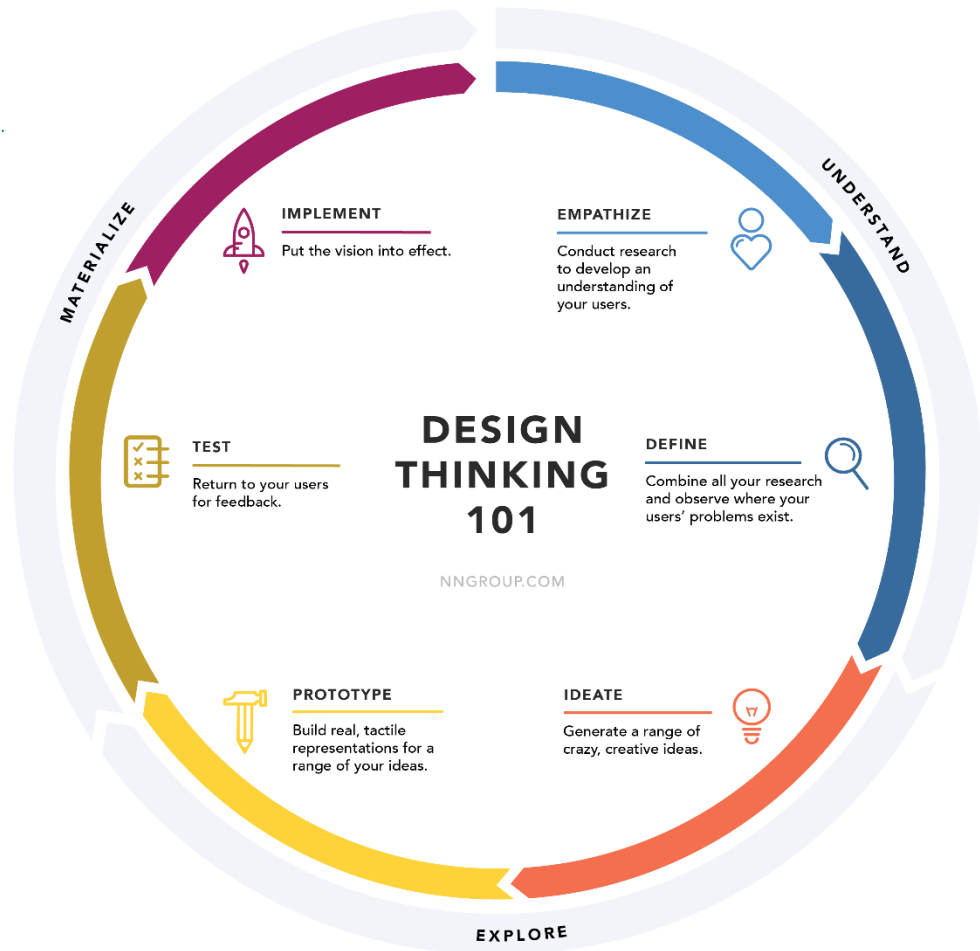 DESIGN
THINKING
101
NNGROUP.COM
UNDERSTAND
EMPATHIZE
Conduct research
to develop an
understanding of
your users.
DEFINE
Combine all your research
and observe where your
users’ problems exist.
EXPLORE
IDEATE
Generate a range of
crazy, creative ideas.
PROTOTYPE
Build real, tactile
representations for a
range of your ideas.
MATERIALIZE
TEST
Return to your users
for feedback.
IMPLEMENT
Put the vision into effect.